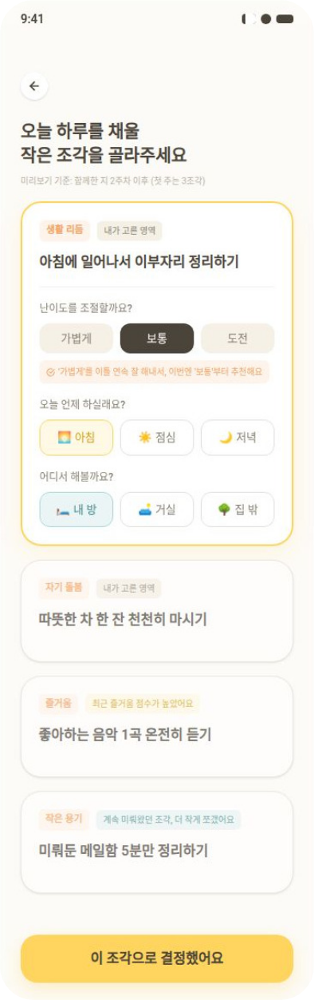 9:41
오늘 하루를 채울
작은 조각을 골라주세요
미리보기 기준: 함께한 지 2주차 이후 (첫 주는 3조각)
생활 리듬 내가 고른 영역
아침에 일어나서 이부자리 정리하기
난이도를 조절할까요?
가볍게 보통 도전
'가볍게'를 이틀 연속 잘 해내서, 이번엔 '보통'부터 추천해요
오늘 언제 하실래요?
아침 점심 저녁
어디서 해볼까요?
내 방 거실 집 밖
자기 돌봄 내가 고른 영역
따뜻한 차 한 잔 천천히 마시기
즐거움 최근 즐거움 점수가 높았어요
좋아하는 음악 1곡 온전히 듣기
작은 용기 계속 미뤄왔던 조각, 더 작게 쪼갰어요
미뤄둔 메일함 5분만 정리하기
이 조각으로 결정했어요